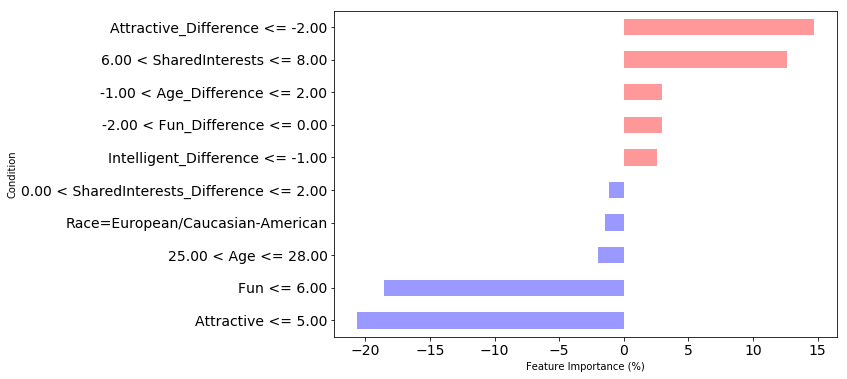 Attractive_Difference <= -2.00
6.00 < SharedInterests <= 8.00
-1.00 < Age_Difference <= 2.00
-2.00 < Fun_Difference <= 0.00
Intelligent_Difference <= -1.00
0.00 < SharedInterests_Difference <= 2.00
Race=European/Caucasian-American
25.00 < Age <= 28.00
Fun <= 6.00
Attractive <= 5.00
Condition
−20 −15 −10 −5 0 5 10 15
Feature Importance (%)